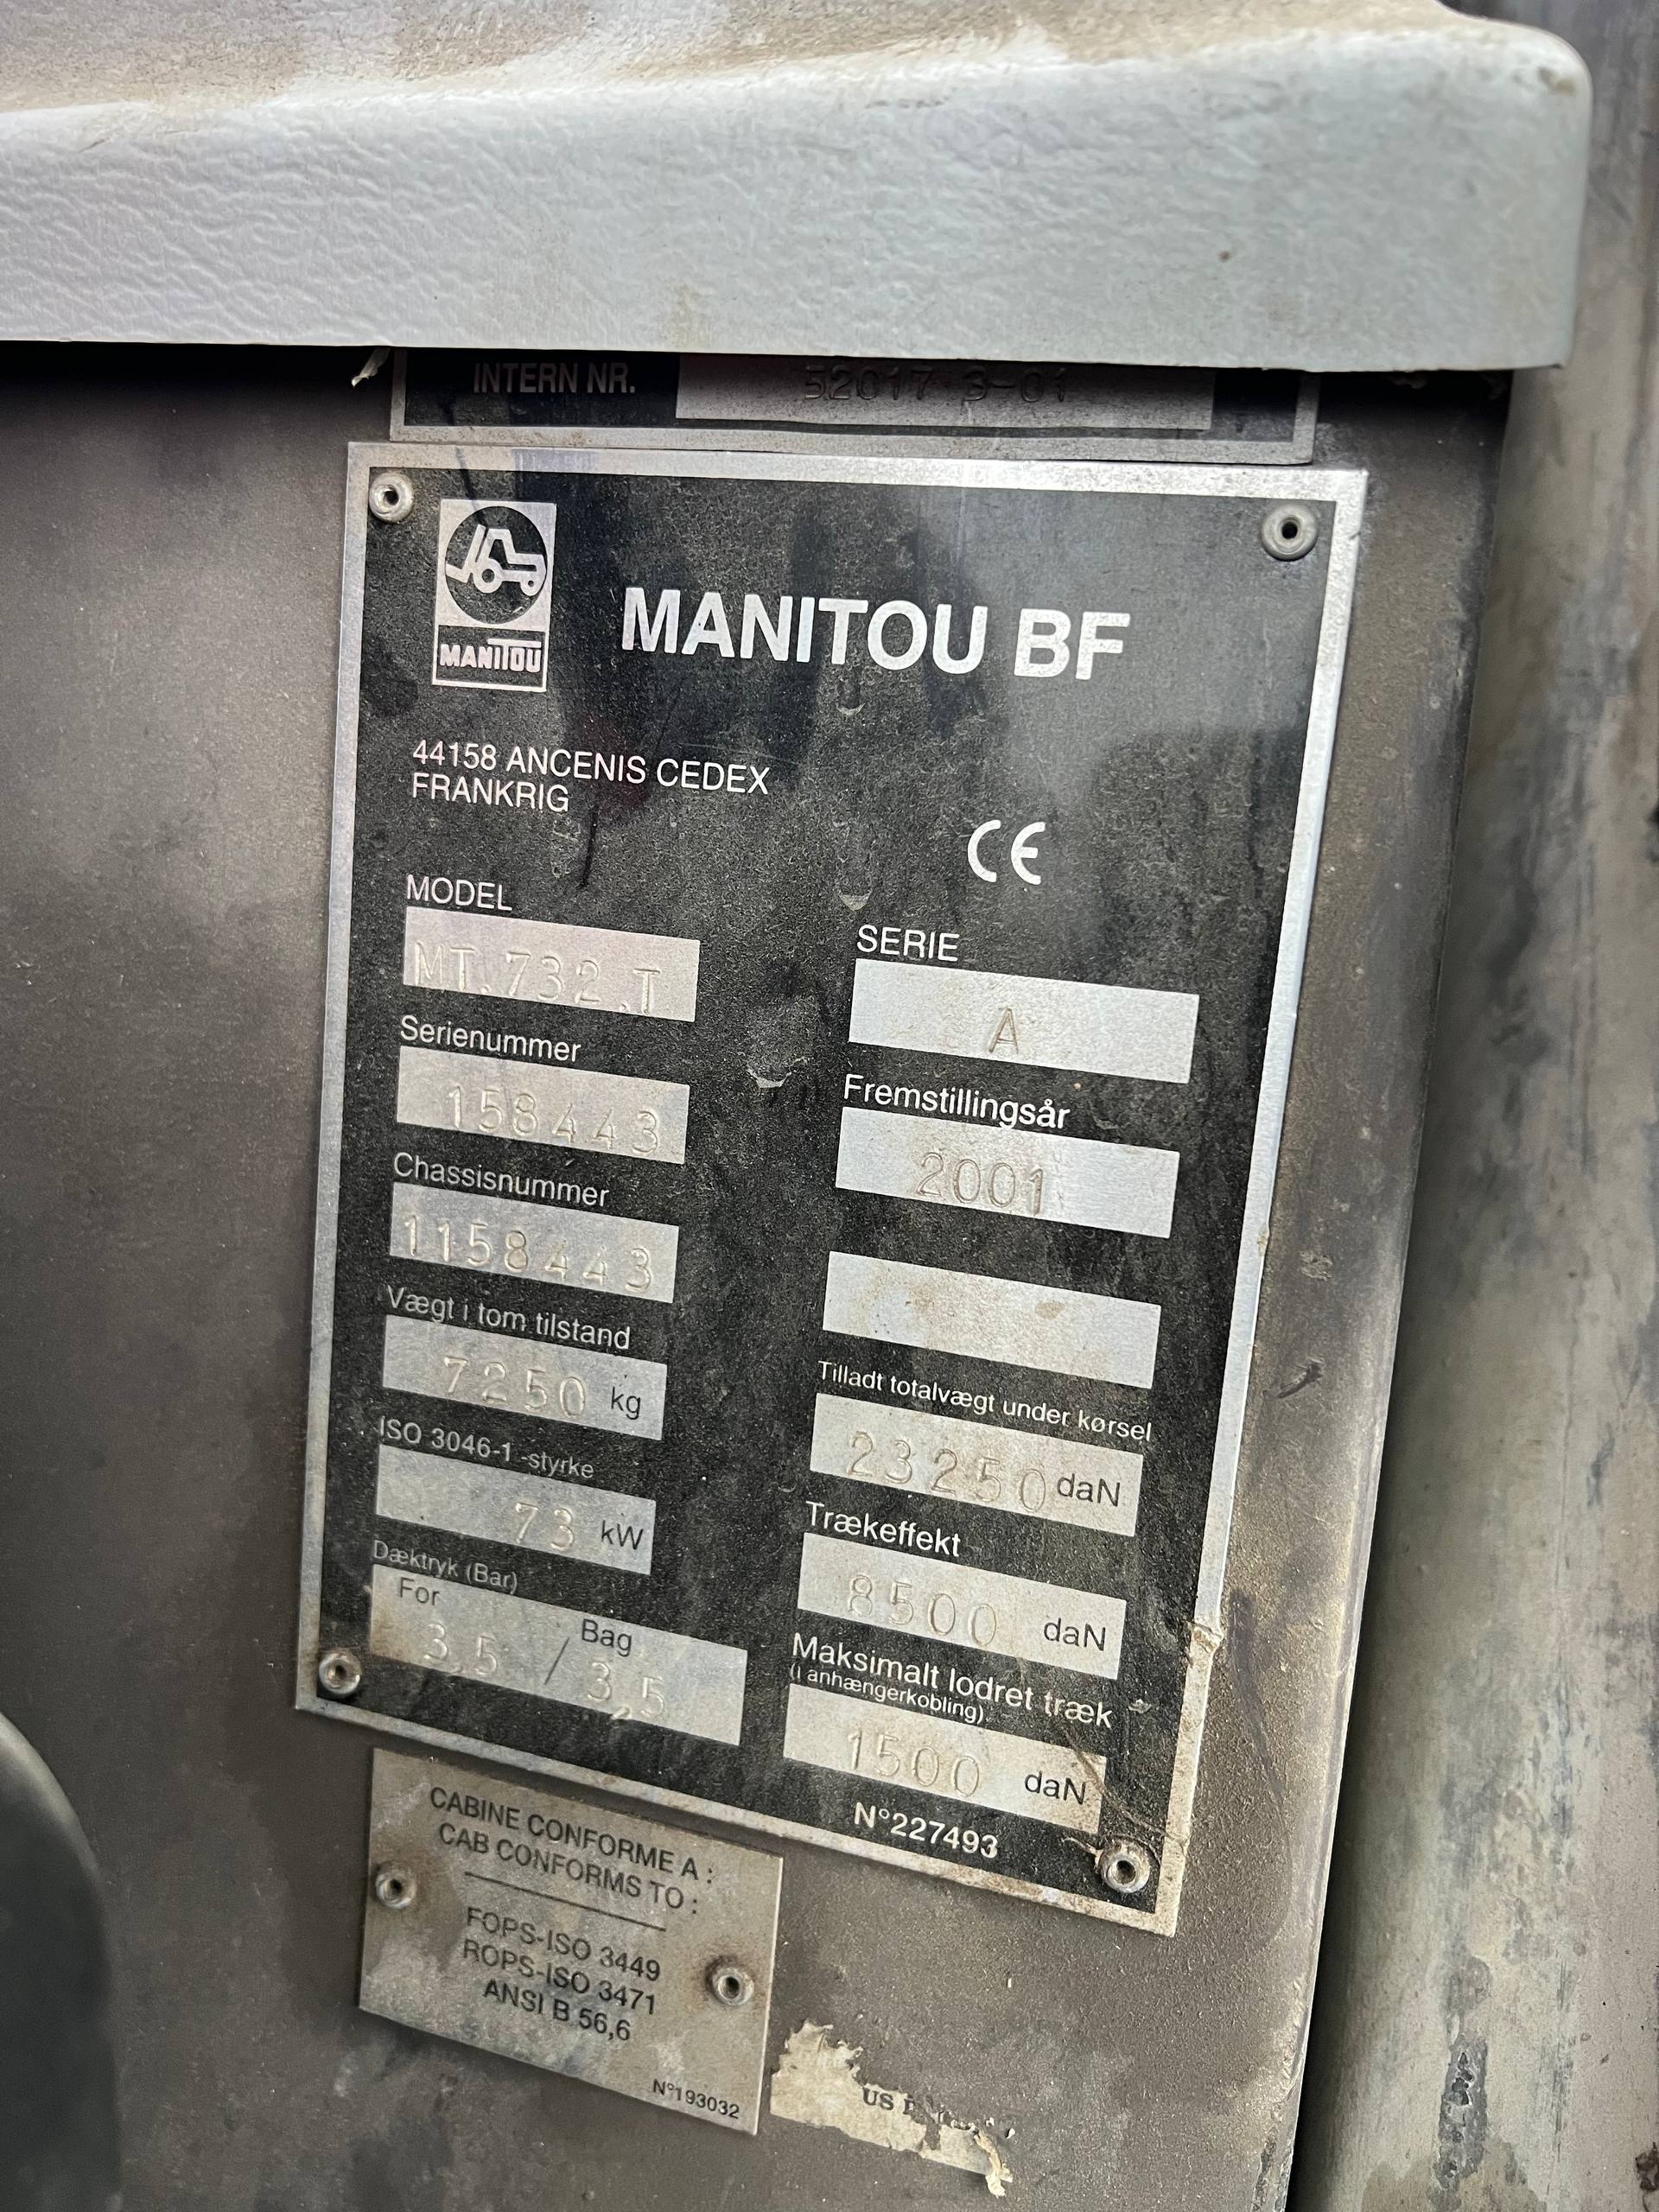 INTERN NR. 52017 3-01
MANITOU
MANITOU BF
44158 ANCENIS CEDEX
FRANKRIG
CE
MODEL
MT.732.T
SERIE
A
Serienummer
158443
Fremstillingsår
2001
Chassisnummer
1158443
Vægt i tom tilstand
7250 kg
Tilladt totalvægt under kørsel
23250 daN
ISO 3046-1 -styrke
73 kW
Trækeffekt
8500 daN
Dæktryk (Bar)
For Bag
3,5 / 3,5
Maksimalt lodret træk
(i anhængerkobling)
1500 daN
N°227493
CABINE CONFORME A :
CAB CONFORMS TO :
FOPS-ISO 3449
ROPS-ISO 3471
ANSI B 56,6
N°193032
US